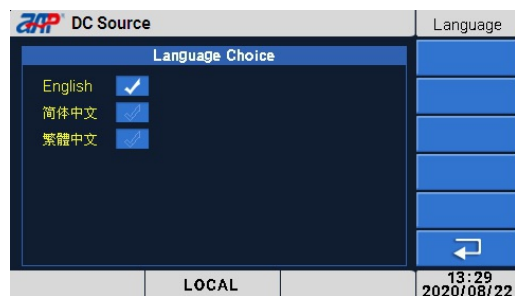 AAP DC Source
Language
Language Choice
English
简体中文
繁體中文
LOCAL
13:29
2020/08/22